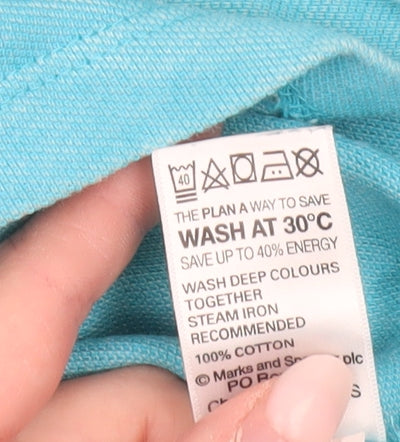 40
THE PLAN A WAY TO SAVE
WASH AT 30°C
SAVE UP TO 40% ENERGY
WASH DEEP COLOURS
TOGETHER
STEAM IRON
RECOMMENDED
100% COTTON
© Marks and plc
PO